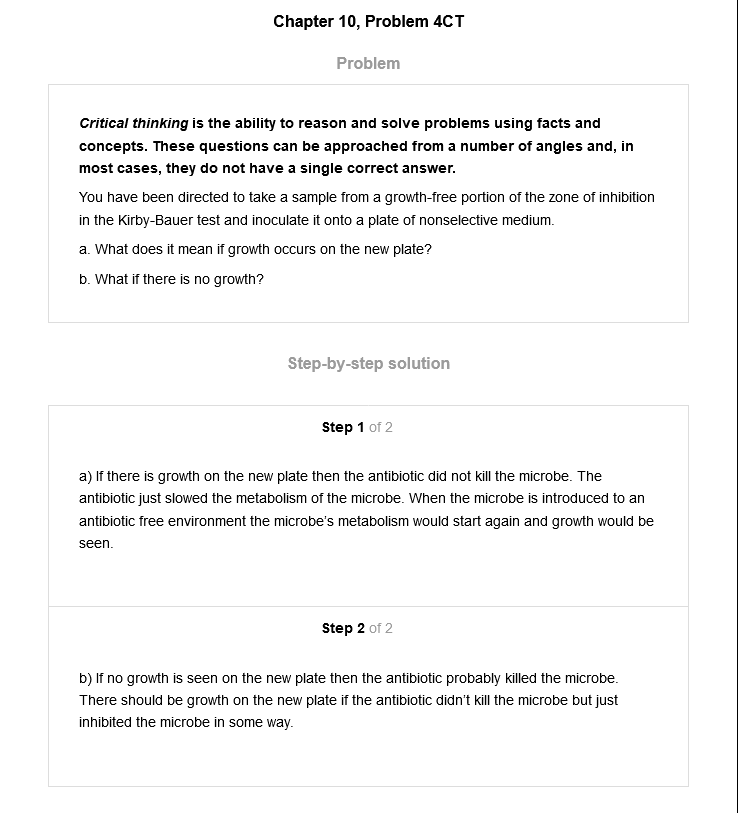 Chapter 10, Problem 4CT
Problem
Critical thinking is the ability to reason and solve problems using facts and
concepts. These questions can be approached from a number of angles and, in
most cases, they do not have a single correct answer.
You have been directed to take a sample from a growth-free portion of the zone of inhibition
in the Kirby-Bauer test and inoculate it onto a plate of nonselective medium.
a. What does it mean if growth occurs on the new plate?
b. What if there is no growth?
Step-by-step solution
Step 1 of 2
a) If there is growth on the new plate then the antibiotic did not kill the microbe. The
antibiotic just slowed the metabolism of the microbe. When the microbe is introduced to an
antibiotic free environment the microbe's metabolism would start again and growth would be
seen.
Step 2 of 2
b) If no growth is seen on the new plate then the antibiotic probably killed the microbe.
There should be growth on the new plate if the antibiotic didn't kill the microbe but just
inhibited the microbe in some way.